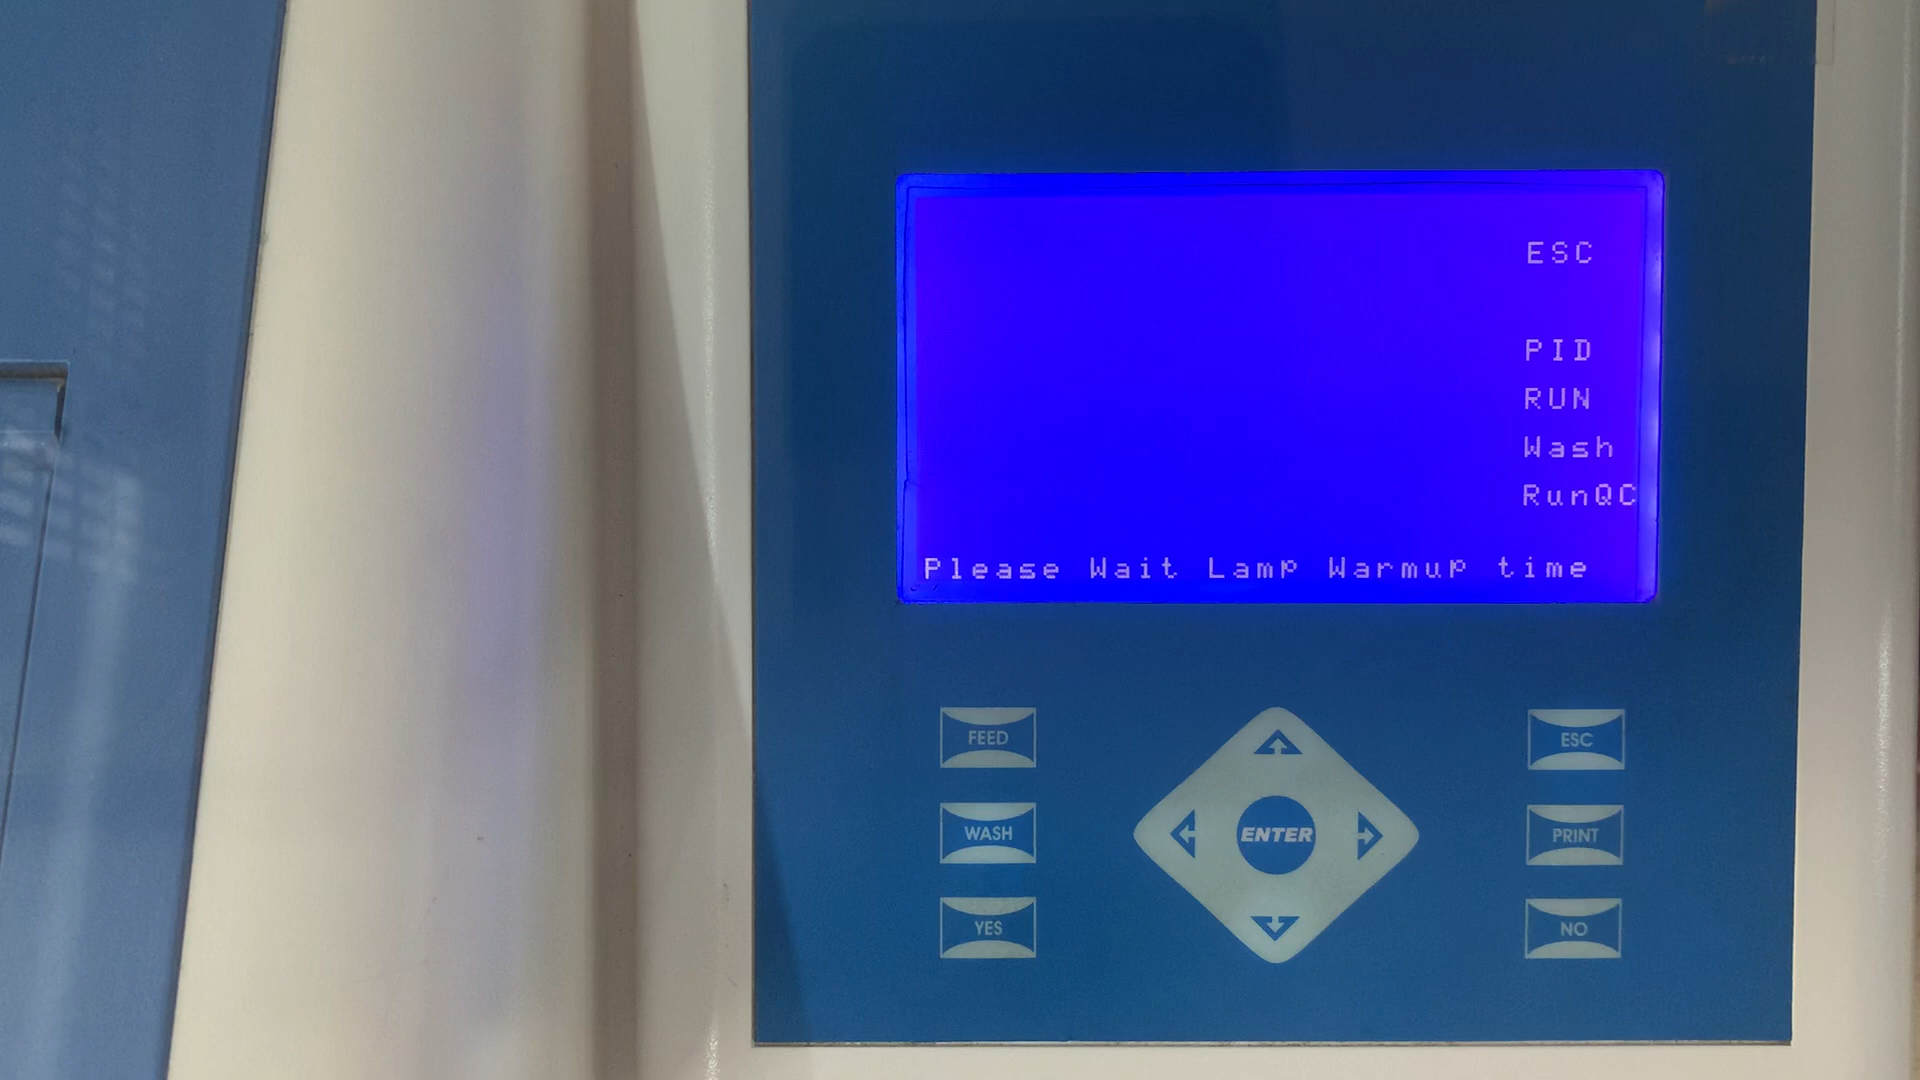 ESC
PID
RUN
Wash
RunQC
Please Wait Lamp Warmup time
FEED
ESC
WASH
ENTER
PRINT
YES
NO